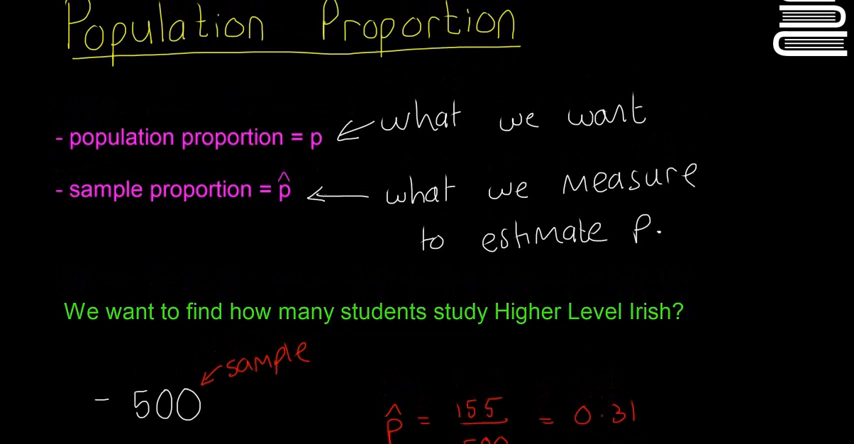 Population Proportion
- population proportion = p
what we want
- sample proportion = p̂
what we measure
to estimate p.
We want to find how many students study Higher Level Irish?
sample
- 500
p̂ = 155/500 = 0.31